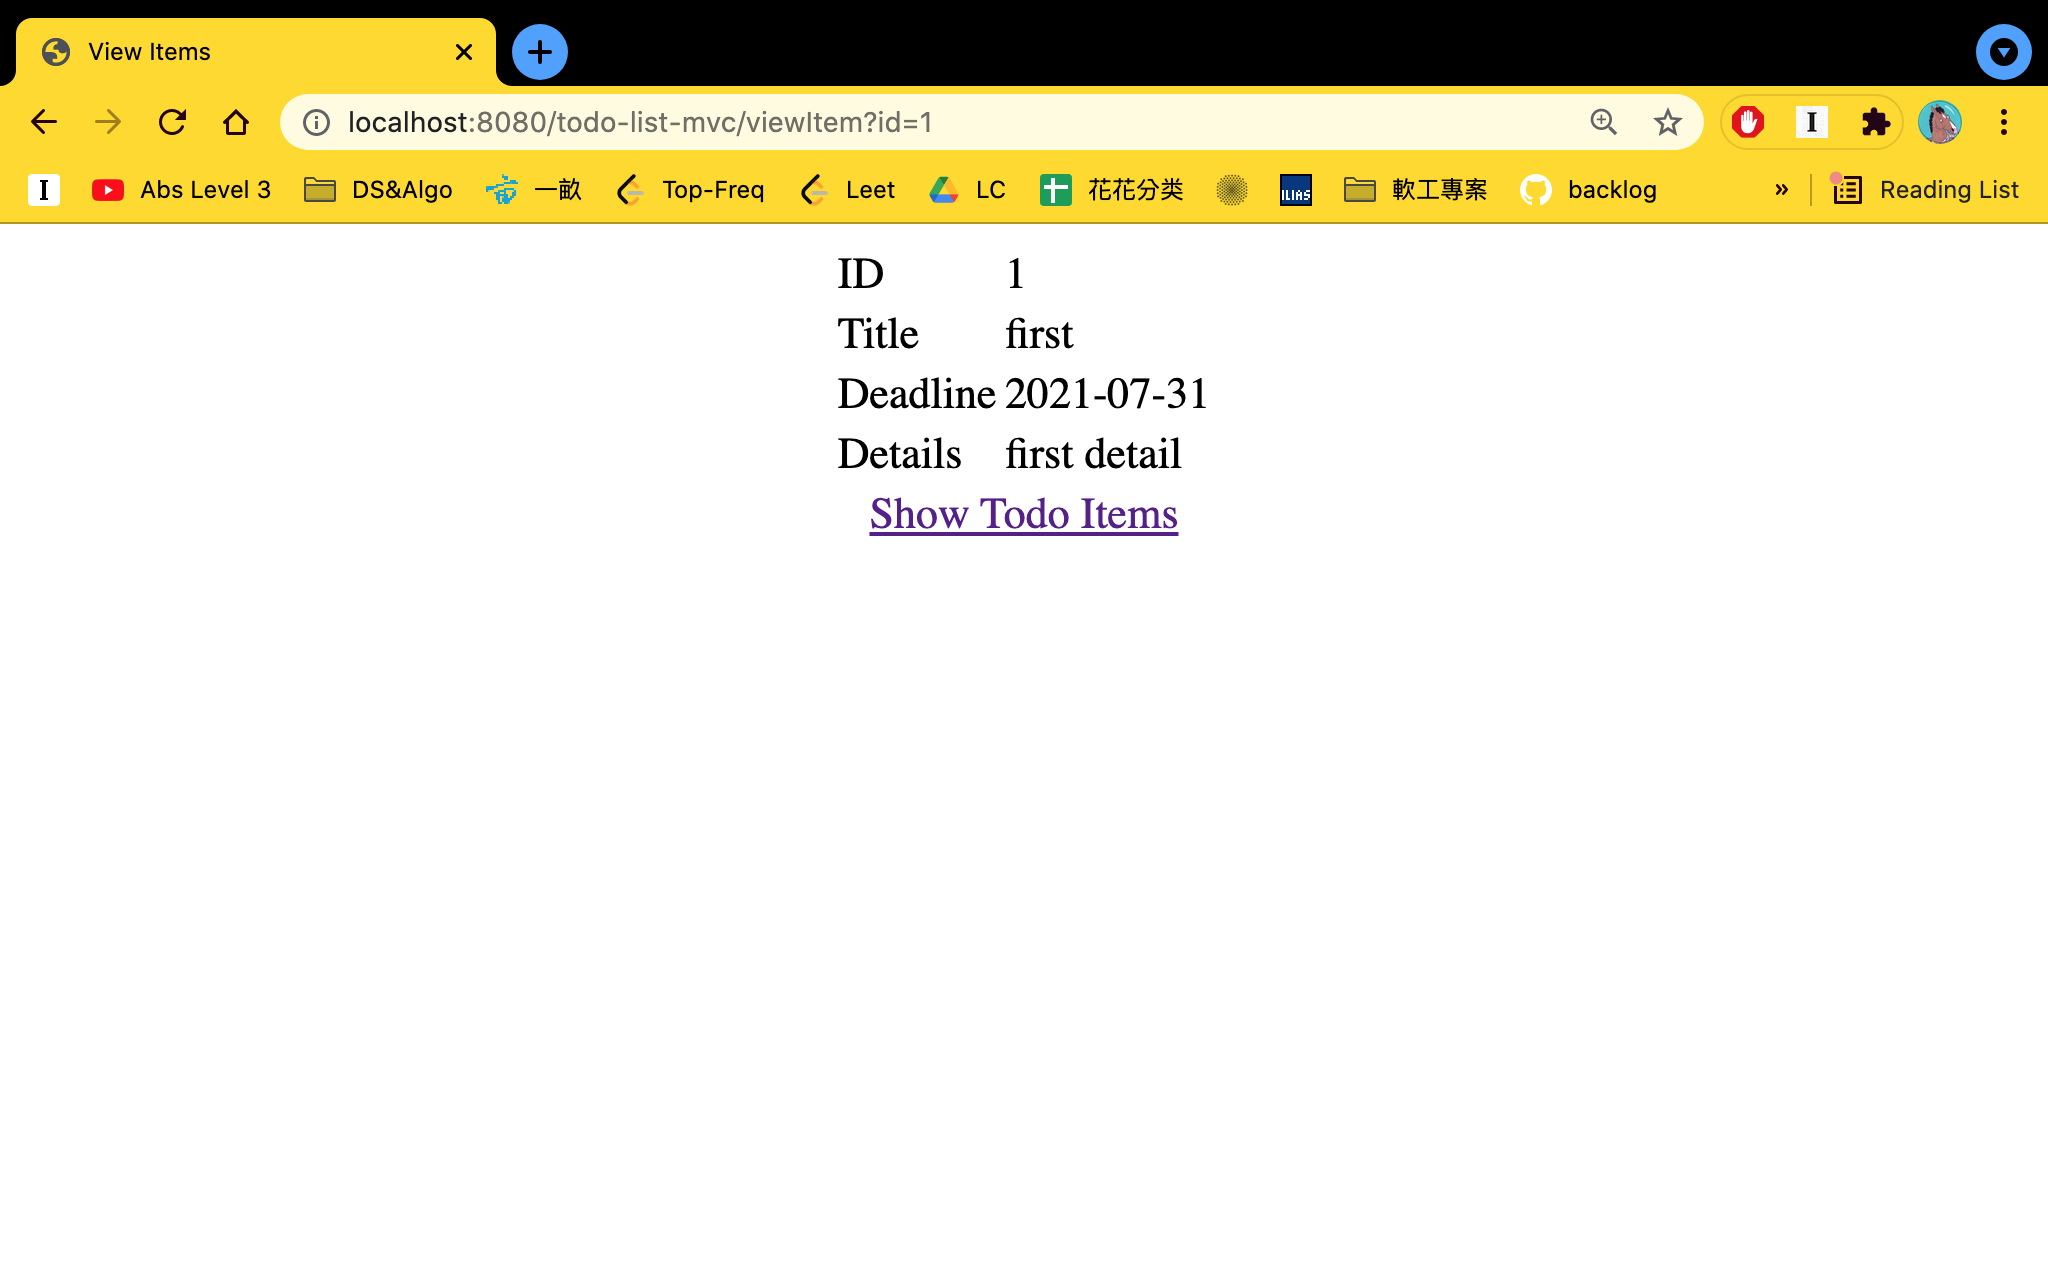 View Items
localhost:8080/todo-list-mvc/viewItem?id=1
I
I Abs Level 3 DS&Algo 一畝 Top-Freq Leet LC 花花分类 ILIAS 軟工專案 backlog » Reading List
ID 1
Title first
Deadline 2021-07-31
Details first detail
Show Todo Items